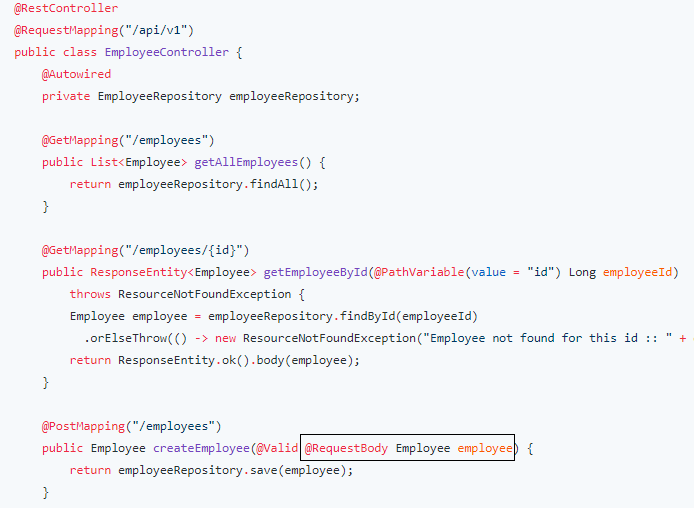 @RestController
@RequestMapping("/api/v1")
public class EmployeeController {
@Autowired
private EmployeeRepository employeeRepository;
@GetMapping("/employees")
public List<Employee> getAllEmployees() {
return employeeRepository.findAll();
}
@GetMapping("/employees/{id}")
public ResponseEntity<Employee> getEmployeeById(@PathVariable(value = "id") Long employeeId)
throws ResourceNotFoundException {
Employee employee = employeeRepository.findById(employeeId)
.orElseThrow(() -> new ResourceNotFoundException("Employee not found for this id :: " +
return ResponseEntity.ok().body(employee);
}
@PostMapping("/employees")
public Employee createEmployee(@Valid @RequestBody Employee employee) {
return employeeRepository.save(employee);
}